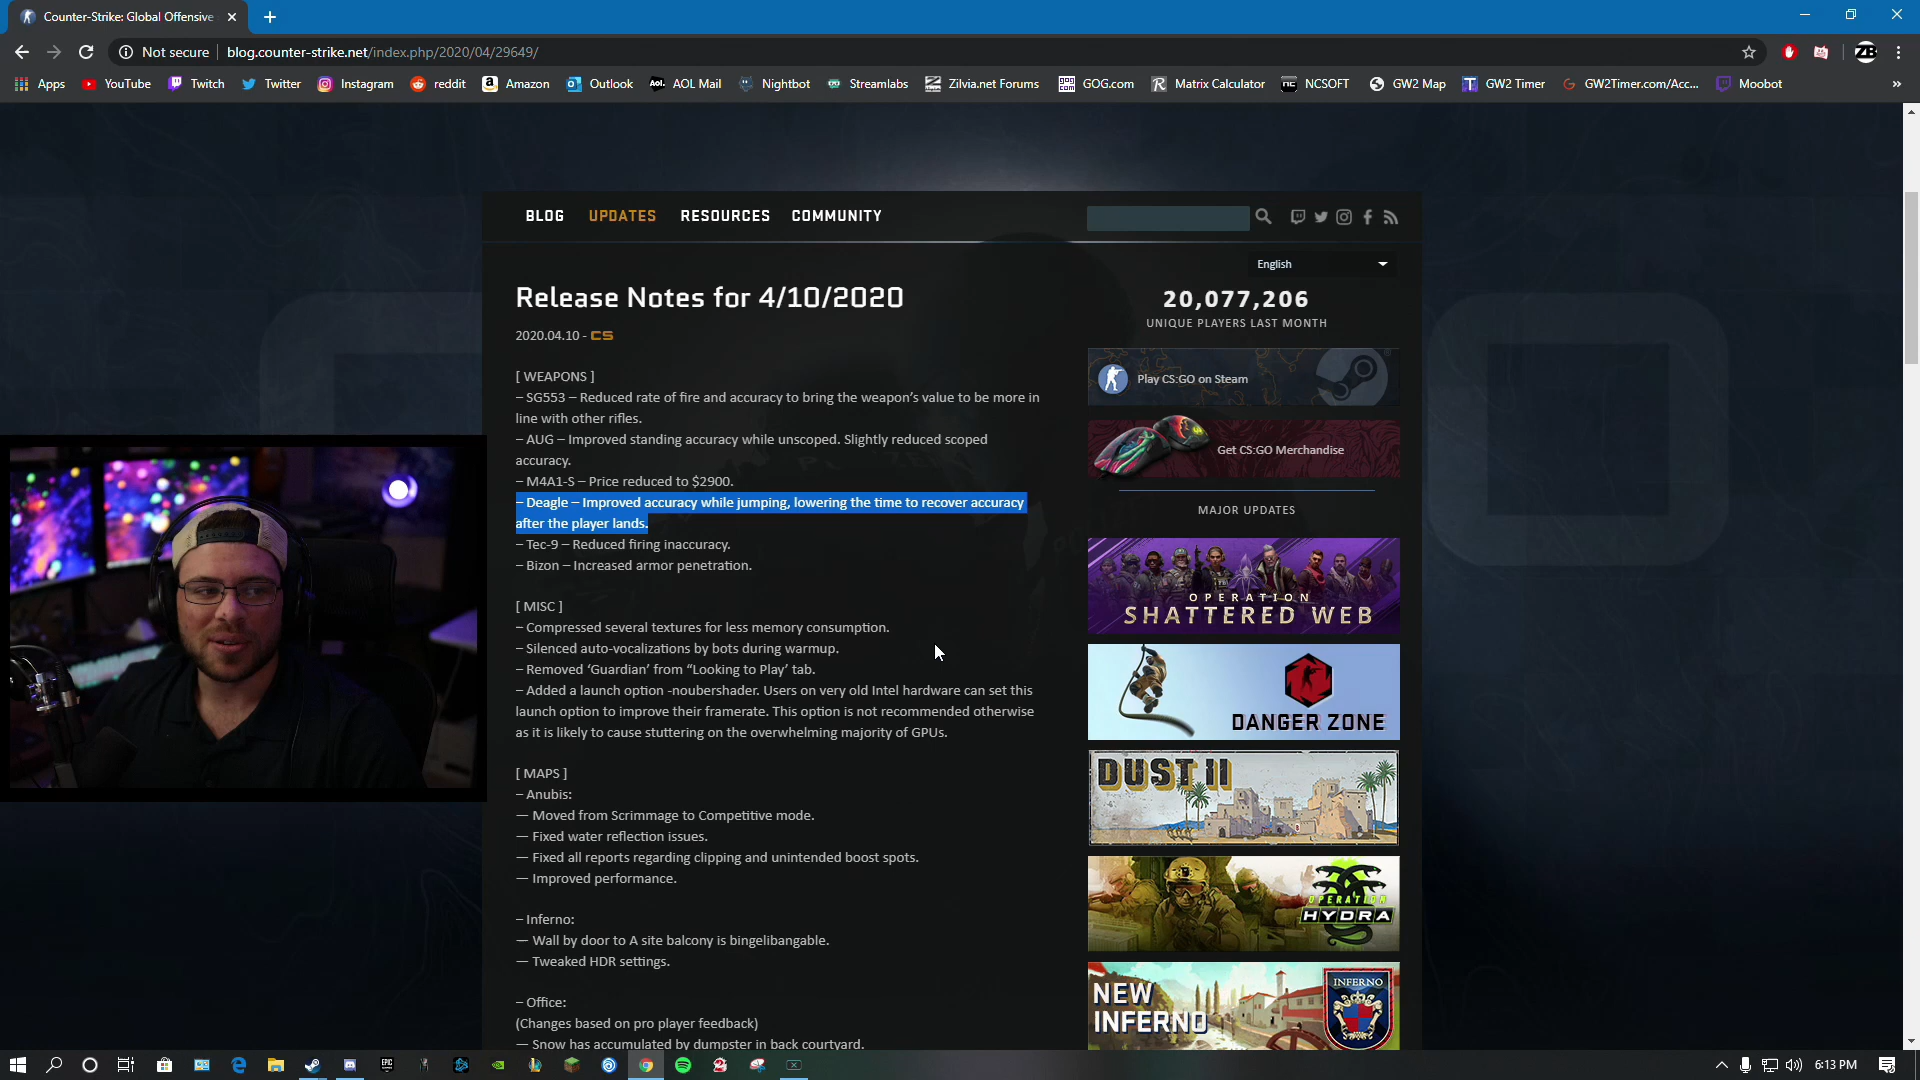 Counter-Strike: Global Offensive
Not secure
blog.counter-strike.net/index.php/2020/04/29649/
Apps
YouTube
Twitch
Twitter
Instagram
reddit
Amazon
Outlook
Aol. AOL Mail
Nightbot
Streamlabs
Zilvia.net Forums
GOG.com
Matrix Calculator
NC NCSOFT
GW2 Map
GW2 Timer
GW2Timer.com/Acc...
Moobot
BLOG UPDATES RESOURCES COMMUNITY
English
Release Notes for 4/10/2020
2020.04.10 - CS
[ WEAPONS ]
– SG553 – Reduced rate of fire and accuracy to bring the weapon’s value to be more in
line with other rifles.
– AUG – Improved standing accuracy while unscoped. Slightly reduced scoped
accuracy.
– M4A1-S – Price reduced to $2900.
– Deagle – Improved accuracy while jumping, lowering the time to recover accuracy
after the player lands.
– Tec-9 – Reduced firing inaccuracy.
– Bizon – Increased armor penetration.
[ MISC ]
– Compressed several textures for less memory consumption.
– Silenced auto-vocalizations by bots during warmup.
– Removed ‘Guardian’ from “Looking to Play’ tab.
– Added a launch option -noubershader. Users on very old Intel hardware can set this
launch option to improve their framerate. This option is not recommended otherwise
as it is likely to cause stuttering on the overwhelming majority of GPUs.
[ MAPS ]
– Anubis:
— Moved from Scrimmage to Competitive mode.
— Fixed water reflection issues.
— Fixed all reports regarding clipping and unintended boost spots.
— Improved performance.
– Inferno:
— Wall by door to A site balcony is bingelibangable.
— Tweaked HDR settings.
– Office:
(Changes based on pro player feedback)
— Snow has accumulated by dumpster in back courtyard.
20,077,206
UNIQUE PLAYERS LAST MONTH
Play CS:GO on Steam
Get CS:GO Merchandise
MAJOR UPDATES
OPERATION
SHATTERED WEB
DANGER ZONE
DUST II
OPERATION
HYDRA
NEW
INFERNO
INFERNO
6:13 PM